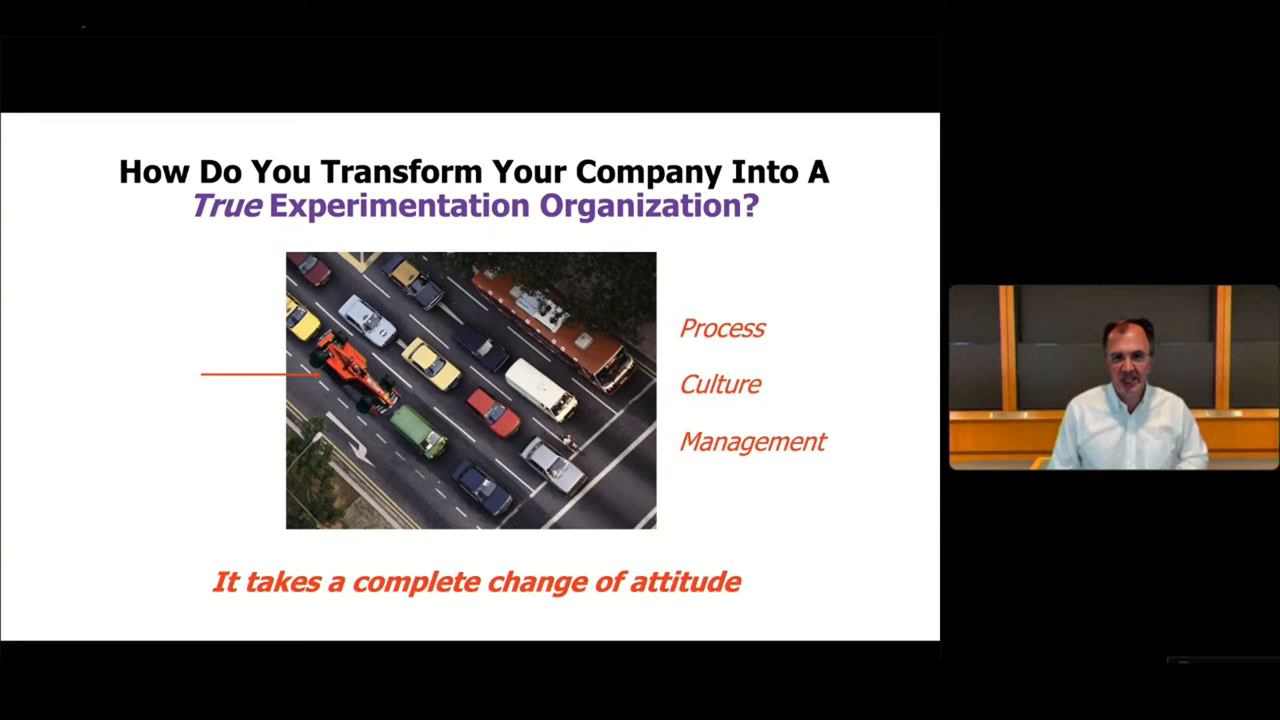 How Do You Transform Your Company Into A
True Experimentation Organization?
Process
Culture
Management
It takes a complete change of attitude